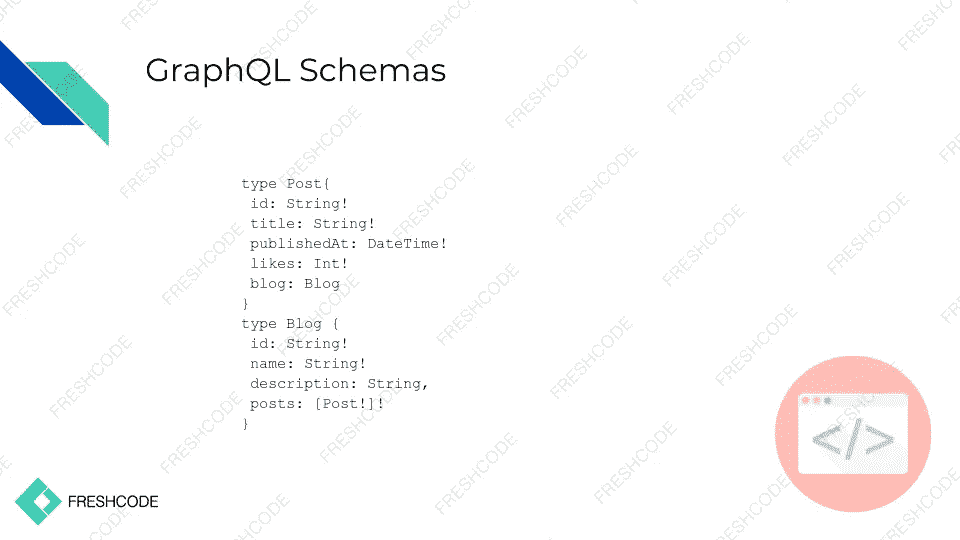 GraphQL Schemas
type Post{
 id: String!
 title: String!
 publishedAt: DateTime!
 likes: Int!
 blog: Blog
}
type Blog {
 id: String!
 name: String!
 description: String,
 posts: [Post!]!
}
</>
FRESHCODE